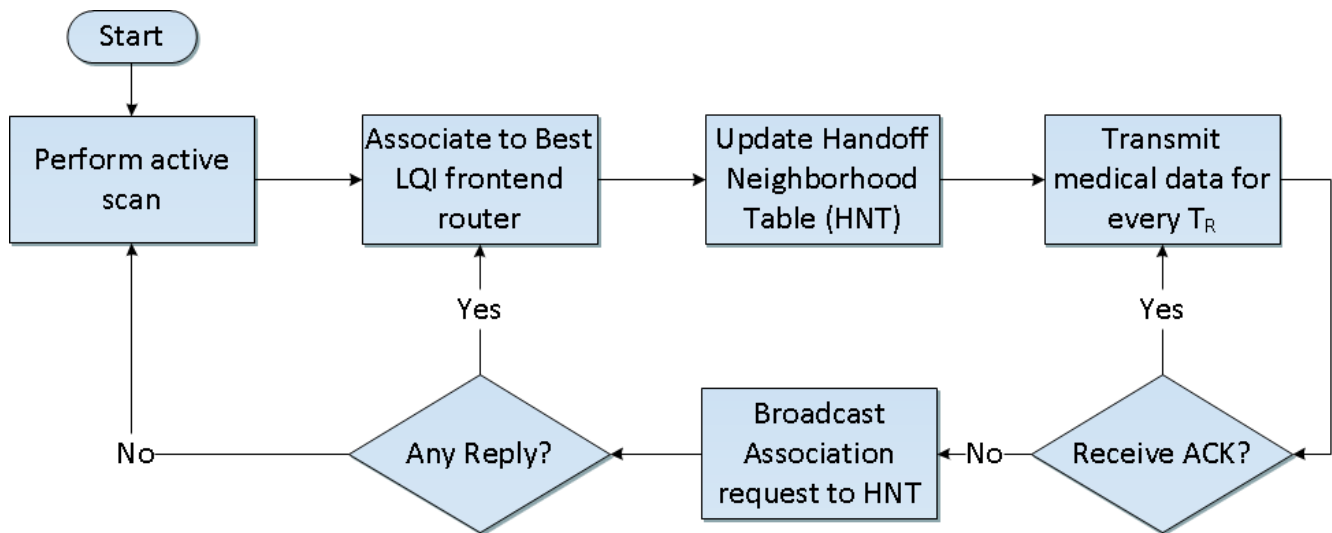 Start
Perform active
scan
Associate to Best
LQI frontend
router
Update Handoff
Neighborhood
Table (HNT)
Transmit
medical data for
every TR
Yes
Yes
No
Any Reply?
Broadcast
Association
request to HNT
No
Receive ACK?